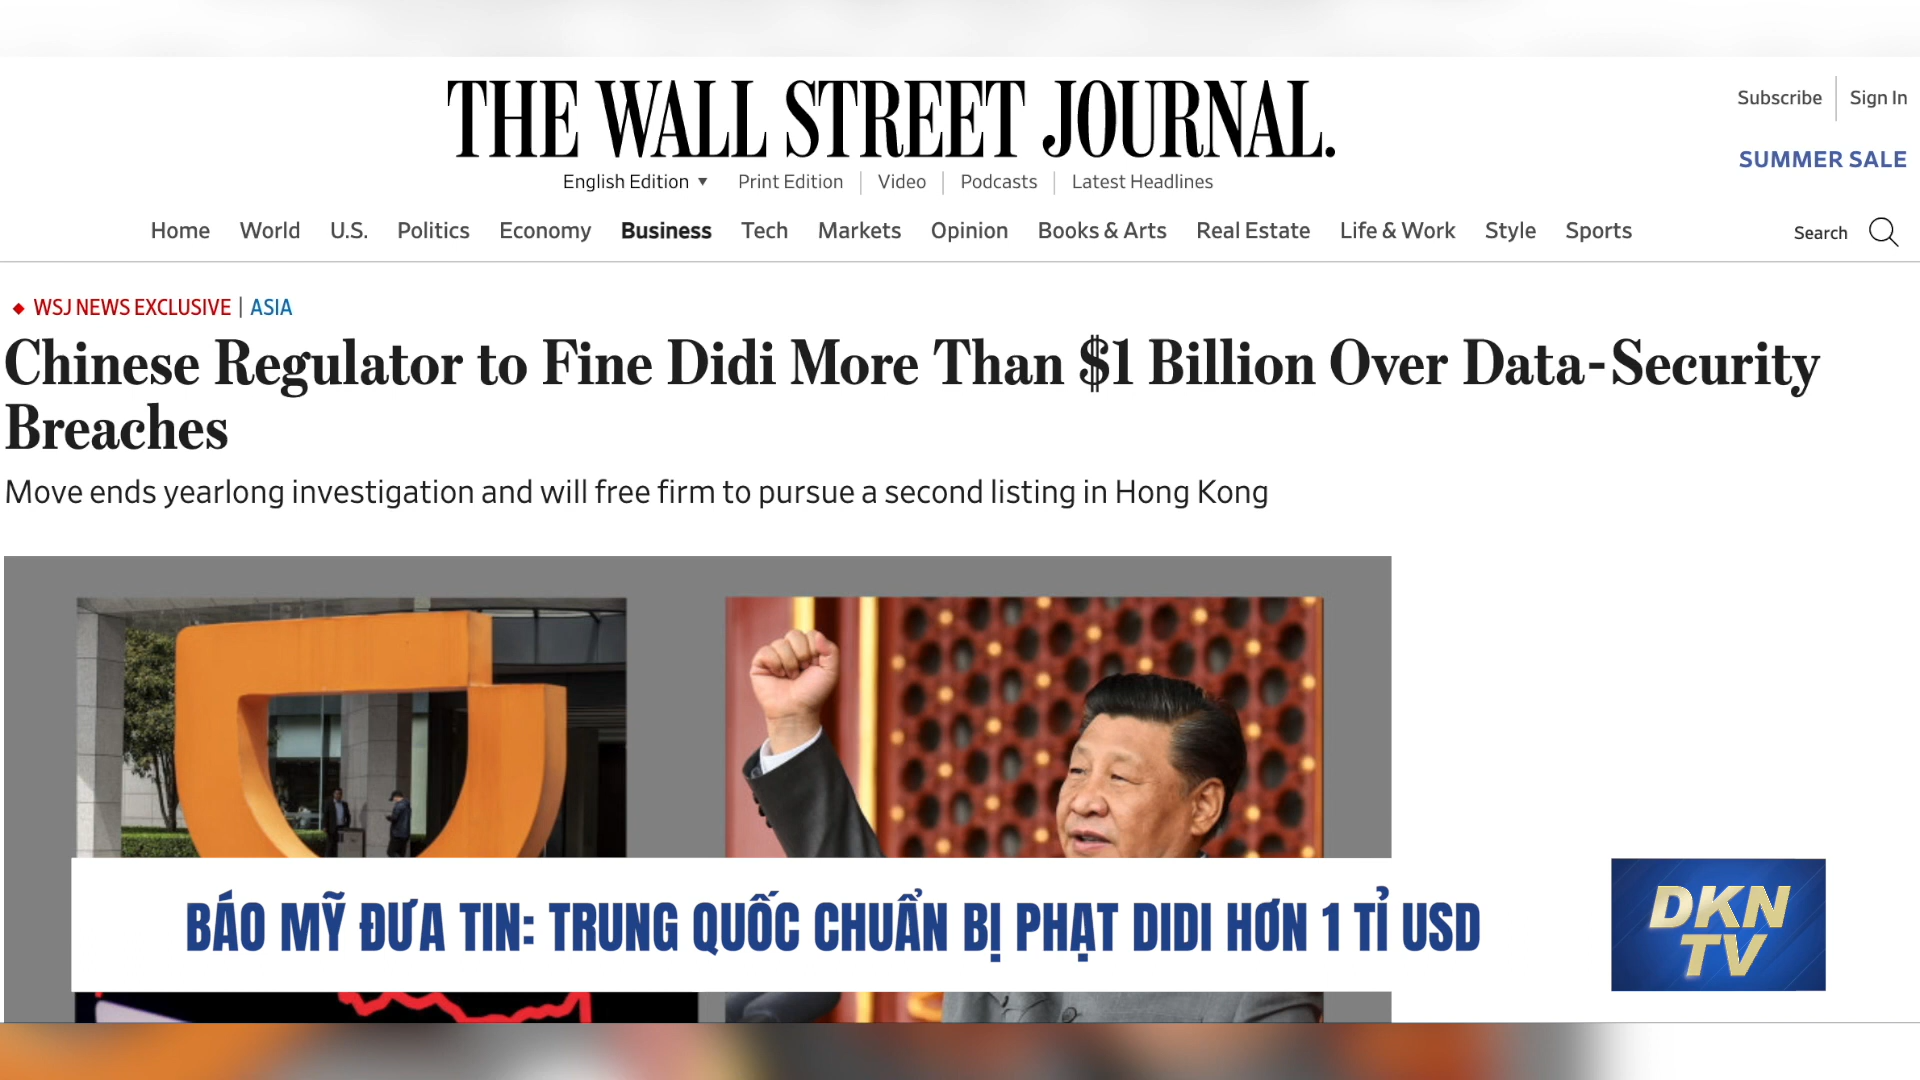 THE WALL STREET JOURNAL.
Subscribe | Sign In
SUMMER SALE
English Edition ▼ Print Edition | Video | Podcasts | Latest Headlines
Home World U.S. Politics Economy Business Tech Markets Opinion Books & Arts Real Estate Life & Work Style Sports Search
◆ WSJ NEWS EXCLUSIVE | ASIA
Chinese Regulator to Fine Didi More Than $1 Billion Over Data-Security
Breaches
Move ends yearlong investigation and will free firm to pursue a second listing in Hong Kong
BÁO MỸ ĐƯA TIN: TRUNG QUỐC CHUẨN BỊ PHẠT DIDI HƠN 1 TỈ USD
DKN
TV